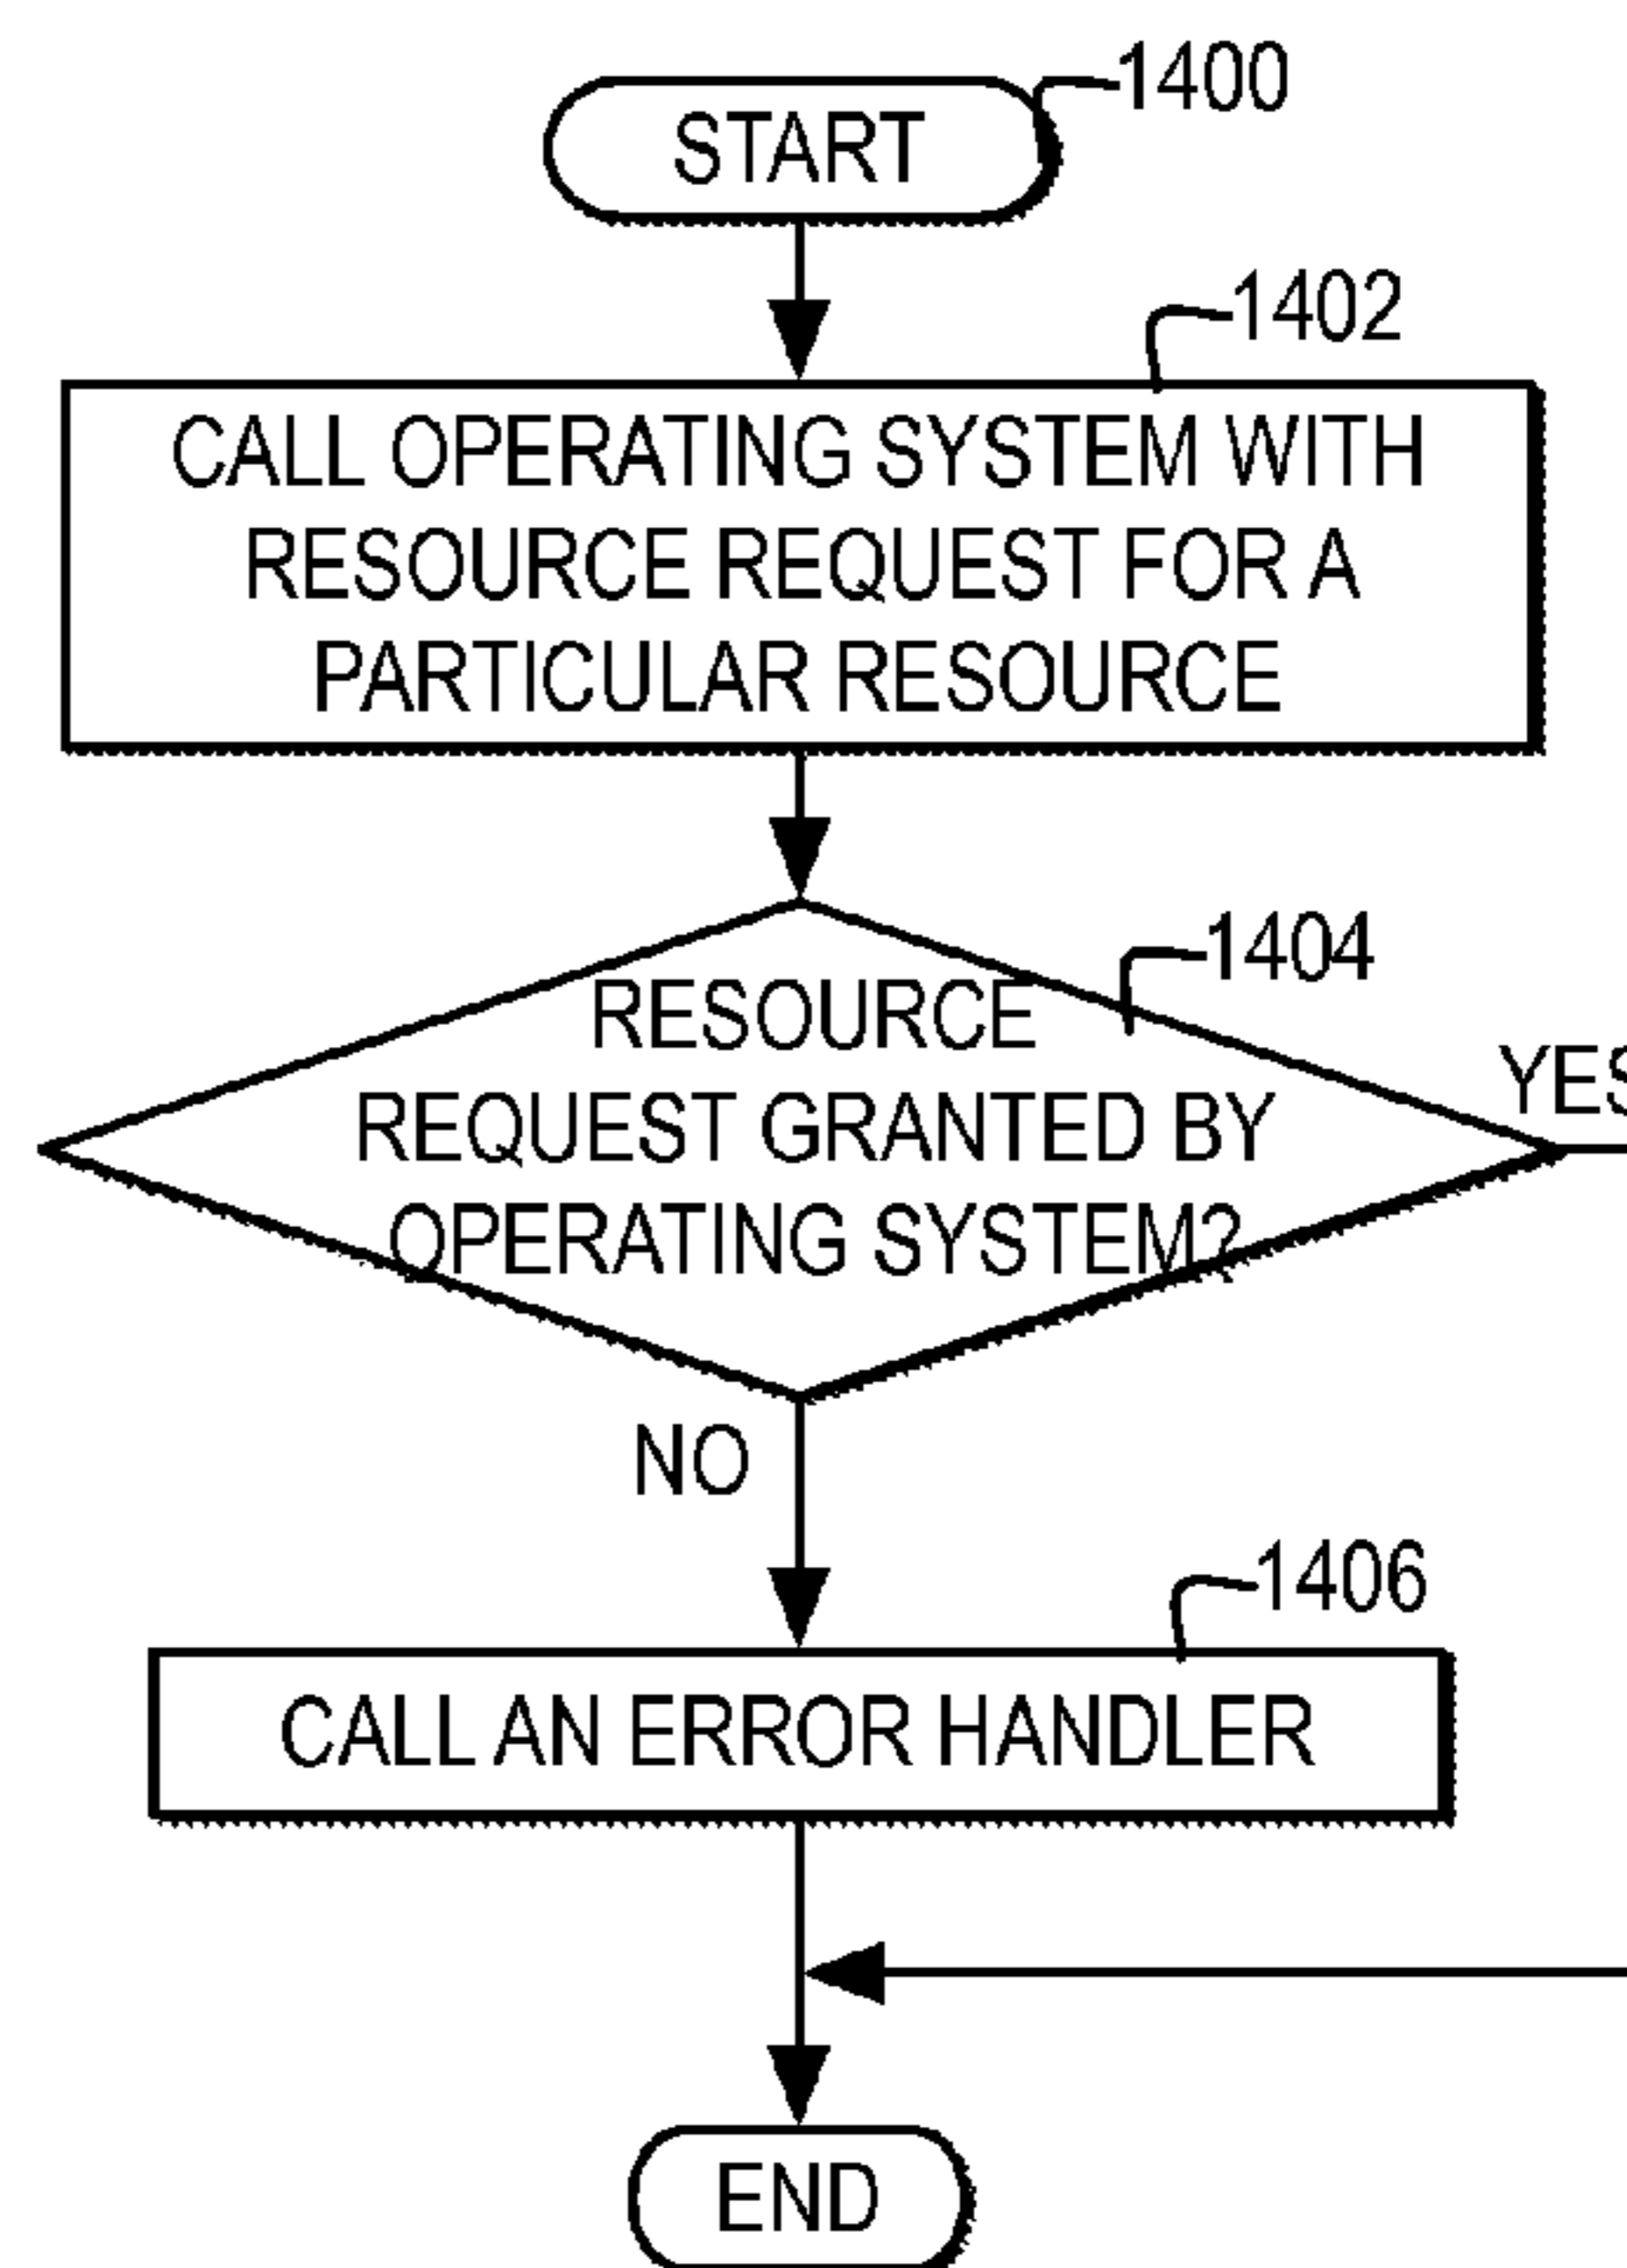 1400
START
1402
CALL OPERATING SYSTEM WITH
RESOURCE REQUEST FOR A
PARTICULAR RESOURCE
1404
RESOURCE
REQUEST GRANTED BY
OPERATING SYSTEM?
YES
NO
1406
CALL AN ERROR HANDLER
END